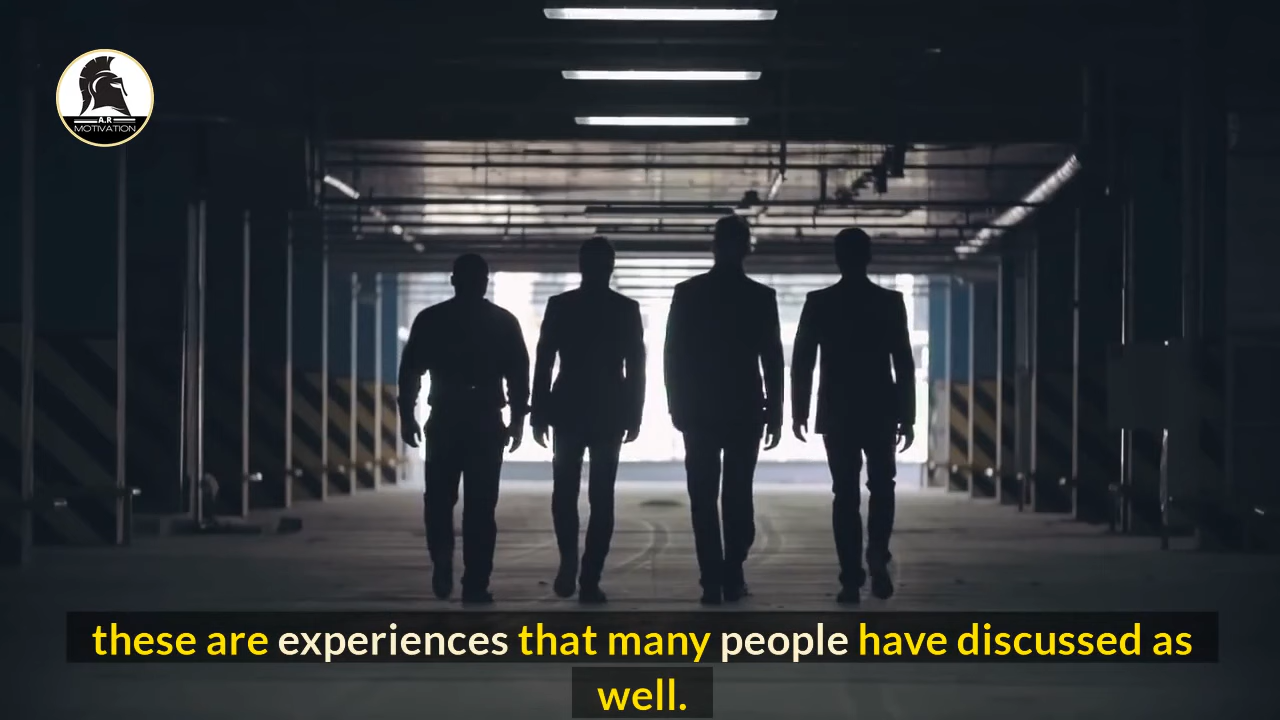 A.R
MOTIVATION
these are experiences that many people have discussed as
well.